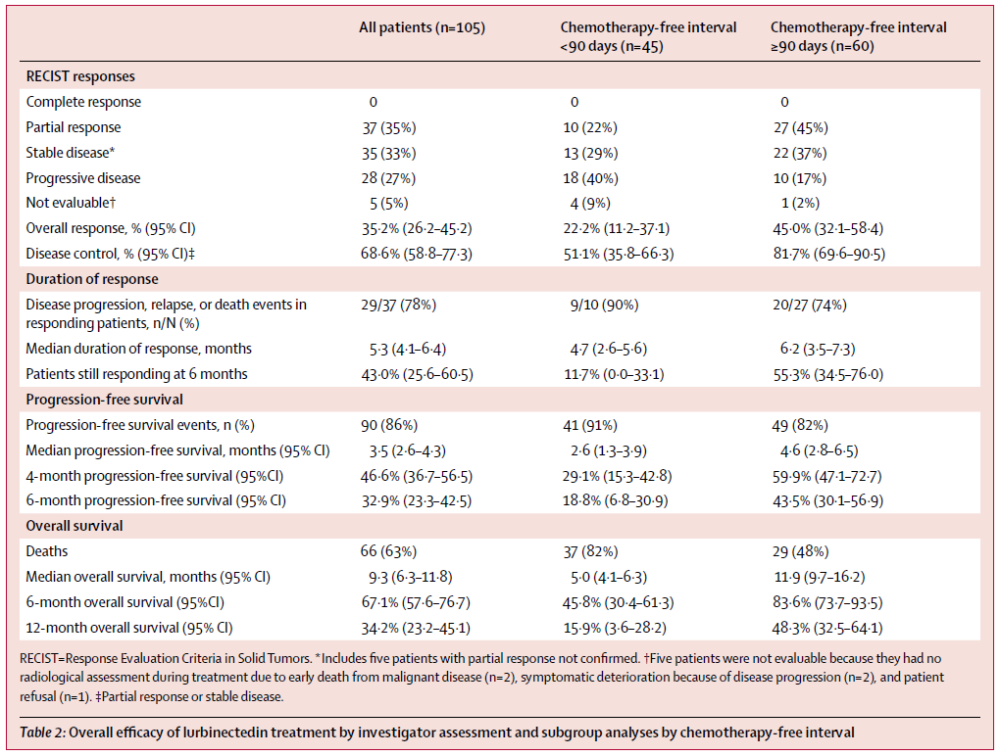 All patients (n=105) Chemotherapy-free interval <90 days (n=45) Chemotherapy-free interval ≥90 days (n=60)
RECIST responses
Complete response 0 0 0
Partial response 37 (35%) 10 (22%) 27 (45%)
Stable disease* 35 (33%) 13 (29%) 22 (37%)
Progressive disease 28 (27%) 18 (40%) 10 (17%)
Not evaluable† 5 (5%) 4 (9%) 1 (2%)
Overall response, % (95% CI) 35·2% (26·2–45·2) 22·2% (11·2–37·1) 45·0% (32·1–58·4)
Disease control, % (95% CI)‡ 68·6% (58·8–77·3) 51·1% (35·8–66·3) 81·7% (69·6–90·5)
Duration of response
Disease progression, relapse, or death events in responding patients, n/N (%) 29/37 (78%) 9/10 (90%) 20/27 (74%)
Median duration of response, months 5·3 (4·1–6·4) 4·7 (2·6–5·6) 6·2 (3·5–7·3)
Patients still responding at 6 months 43·0% (25·6–60·5) 11·7% (0·0–33·1) 55·3% (34·5–76·0)
Progression-free survival
Progression-free survival events, n (%) 90 (86%) 41 (91%) 49 (82%)
Median progression-free survival, months (95% CI) 3·5 (2·6–4·3) 2·6 (1·3–3·9) 4·6 (2·8–6·5)
4-month progression-free survival (95%CI) 46·6% (36·7–56·5) 29·1% (15·3–42·8) 59·9% (47·1–72·7)
6-month progression-free survival (95% CI) 32·9% (23·3–42·5) 18·8% (6·8–30·9) 43·5% (30·1–56·9)
Overall survival
Deaths 66 (63%) 37 (82%) 29 (48%)
Median overall survival, months (95% CI) 9·3 (6·3–11·8) 5·0 (4·1–6·3) 11·9 (9·7–16·2)
6-month overall survival (95%CI) 67·1% (57·6–76·7) 45·8% (30·4–61·3) 83·6% (73·7–93·5)
12-month overall survival (95% CI) 34·2% (23·2–45·1) 15·9% (3·6–28·2) 48·3% (32·5–64·1)
RECIST=Response Evaluation Criteria in Solid Tumors. *Includes five patients with partial response not confirmed. †Five patients were not evaluable because they had no
radiological assessment during treatment due to early death from malignant disease (n=2), symptomatic deterioration because of disease progression (n=2), and patient
refusal (n=1). ‡Partial response or stable disease.
Table 2: Overall efficacy of lurbinectedin treatment by investigator assessment and subgroup analyses by chemotherapy-free interval